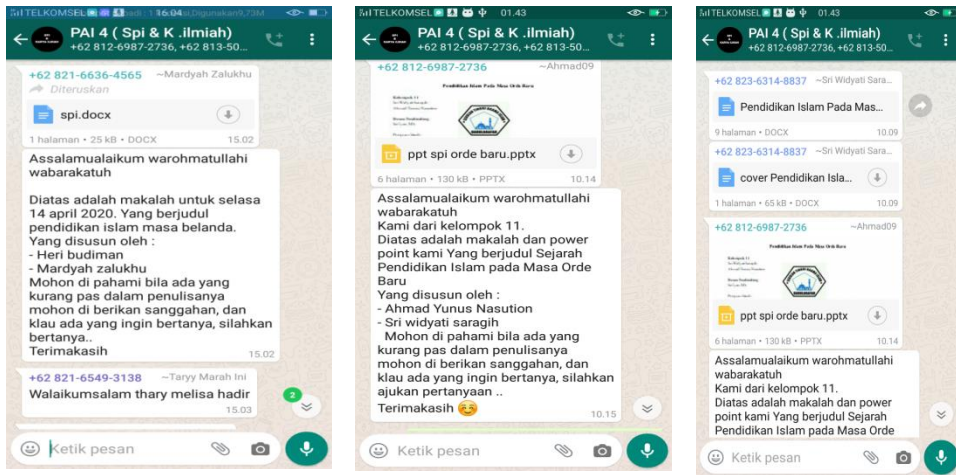 TELKOMSEL
16.04
PAI 4 ( Spi & K .ilmiah)
+62 812-6987-2736, +62 813-50...
+62 821-6636-4565 ~Mardyah Zalukhu
Diteruskan
spi.docx
1 halaman • 25 kB • DOCX 15.02
Assalamualaikum warohmatullahi
wabarakatuh
Diatas adalah makalah untuk selasa
14 april 2020. Yang berjudul
pendidikan islam masa belanda.
Yang disusun oleh :
- Heri budiman
- Mardyah zalukhu
Mohon di pahami bila ada yang
kurang pas dalam penulisanya
mohon di berikan sanggahan, dan
klau ada yang ingin bertanya, silahkan
bertanya..
Terimakasih 15.02
+62 821-6549-3138 ~Taryy Marah Ini
Walaikumsalam thary melisa hadir
15.03
2
Ketik pesan
TELKOMSEL 01.43
PAI 4 ( Spi & K .ilmiah)
+62 812-6987-2736, +62 813-50...
+62 812-6987-2736 ~Ahmad09
Pendidikan Islam Pada Masa Orde Baru
Kelompok 11
ppt spi orde baru.pptx
6 halaman • 130 kB • PPTX 10.14
Assalamualaikum warohmatullahi
wabarakatuh
Kami dari kelompok 11.
Diatas adalah makalah dan power
point kami Yang berjudul Sejarah
Pendidikan Islam pada Masa Orde
Baru
Yang disusun oleh :
- Ahmad Yunus Nasution
- Sri widyati saragih
Mohon di pahami bila ada yang
kurang pas dalam penulisanya
mohon di berikan sanggahan, dan
klau ada yang ingin bertanya, silahkan
ajukan pertanyaan ..
Terimakasih 😊
10.15
Ketik pesan
TELKOMSEL 01.43
PAI 4 ( Spi & K .ilmiah)
+62 812-6987-2736, +62 813-50...
+62 823-6314-8837 ~Sri Widyati Sara...
Pendidikan Islam Pada Mas...
9 halaman • DOCX 10.09
+62 823-6314-8837 ~Sri Widyati Sara...
cover Pendidikan Isla...
1 halaman • 65 kB • DOCX 10.09
+62 812-6987-2736 ~Ahmad09
Pendidikan Islam Pada Masa Orde Baru
Kelompok 11
ppt spi orde baru.pptx
6 halaman • 130 kB • PPTX 10.14
Assalamualaikum warohmatullahi
wabarakatuh
Kami dari kelompok 11.
Diatas adalah makalah dan power
point kami Yang berjudul Sejarah
Pendidikan Islam pada Masa Orde
Ketik pesan